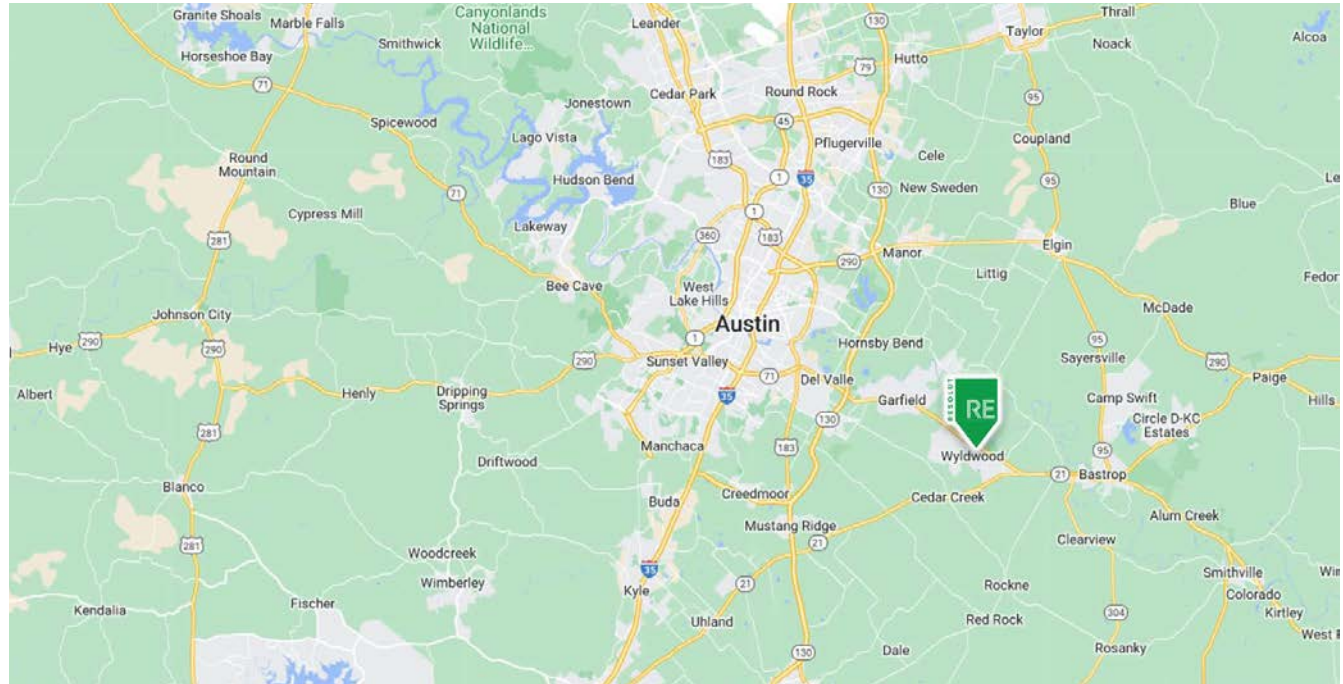 Granite Shoals
Marble Falls
Horseshoe Bay
Smithwick
Canyonlands
National
Wildlife...
Leander
130
Thrall
Taylor
Noack
Alcoa
71
Spicewood
Jonestown
Cedar Park
Round Rock
79
Hutto
95
Lago Vista
45
Pflugerville
Coupland
Round
Mountain
Hudson Bend
183
35
1
Cele
130
New Sweden
95
Le
Cypress Mill
71
Lakeway
360
1
183
Blue
281
290
Manor
Elgin
Littig
Fedor
Bee Cave
West
Lake Hills
Johnson City
Austin
McDade
Hye
290
290
1
Hornsby Bend
95
Sayersville
290
290
Sunset Valley
71
Del Valle
Paige
Albert
Henly
Dripping
Springs
35
Garfield
RESOLUT
RE
Camp Swift
Hills
Circle D-KC
Estates
281
130
Manchaca
183
Wyldwood
95
Driftwood
21
Bastrop
Blanco
Buda
Creedmoor
Cedar Creek
Alum Creek
Mustang Ridge
281
21
Clearview
Woodcreek
Wimberley
35
Kyle
21
Rockne
Smithville
Wim
Colorado
Kirtley
Kendalia
Fischer
Uhland
Red Rock
304
West
130
Dale
Rosanky